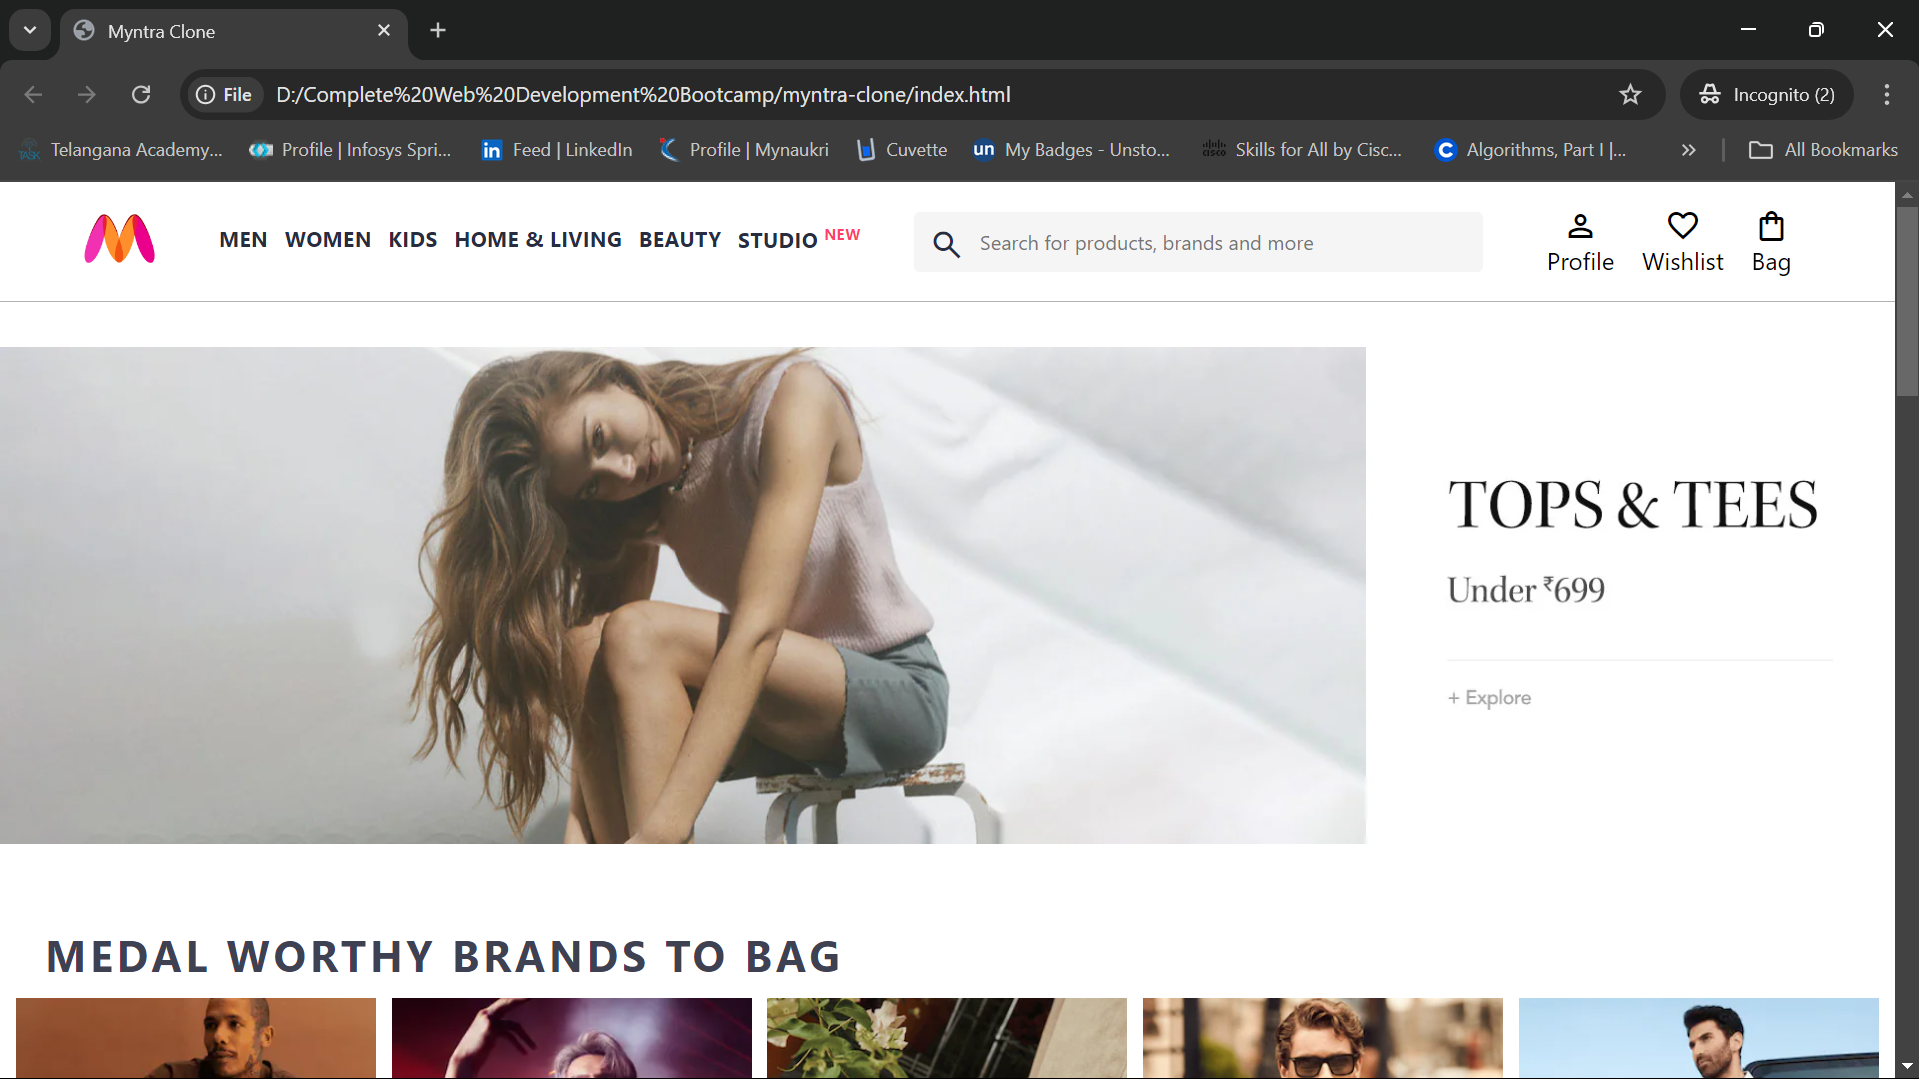 Myntra Clone
File D:/Complete%20Web%20Development%20Bootcamp/myntra-clone/index.html Incognito (2)
Telangana Academy... Profile | Infosys Spri... Feed | LinkedIn Profile | Mynaukri Cuvette My Badges - Unsto... Skills for All by Cisc... Algorithms, Part I |... All Bookmarks
MEN WOMEN KIDS HOME & LIVING BEAUTY STUDIO NEW Search for products, brands and more Profile Wishlist Bag
TOPS & TEES
Under ₹699
+ Explore
MEDAL WORTHY BRANDS TO BAG